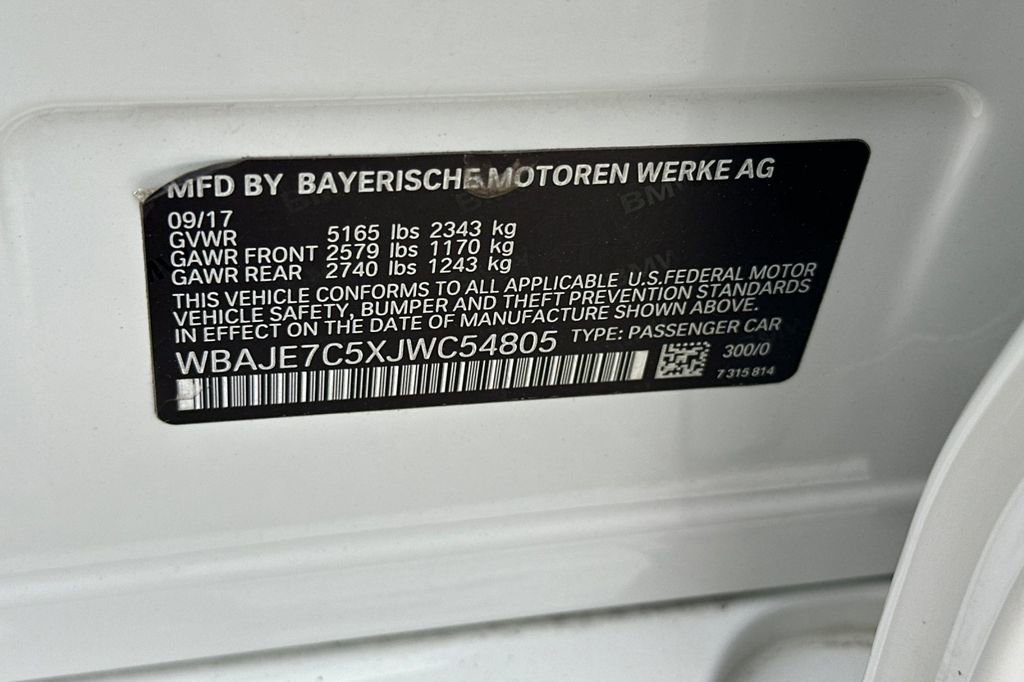 MFD BY BAYERISCHE MOTOREN WERKE AG
09/17
GVWR 5165 lbs 2343 kg
GAWR FRONT 2579 lbs 1170 kg
GAWR REAR 2740 lbs 1243 kg
THIS VEHICLE CONFORMS TO ALL APPLICABLE U.S.FEDERAL MOTOR
VEHICLE SAFETY, BUMPER AND THEFT PREVENTION STANDARDS
IN EFFECT ON THE DATE OF MANUFACTURE SHOWN ABOVE.
WBAJE7C5XJWC54805 TYPE: PASSENGER CAR
300/0
7 315 814
BMW